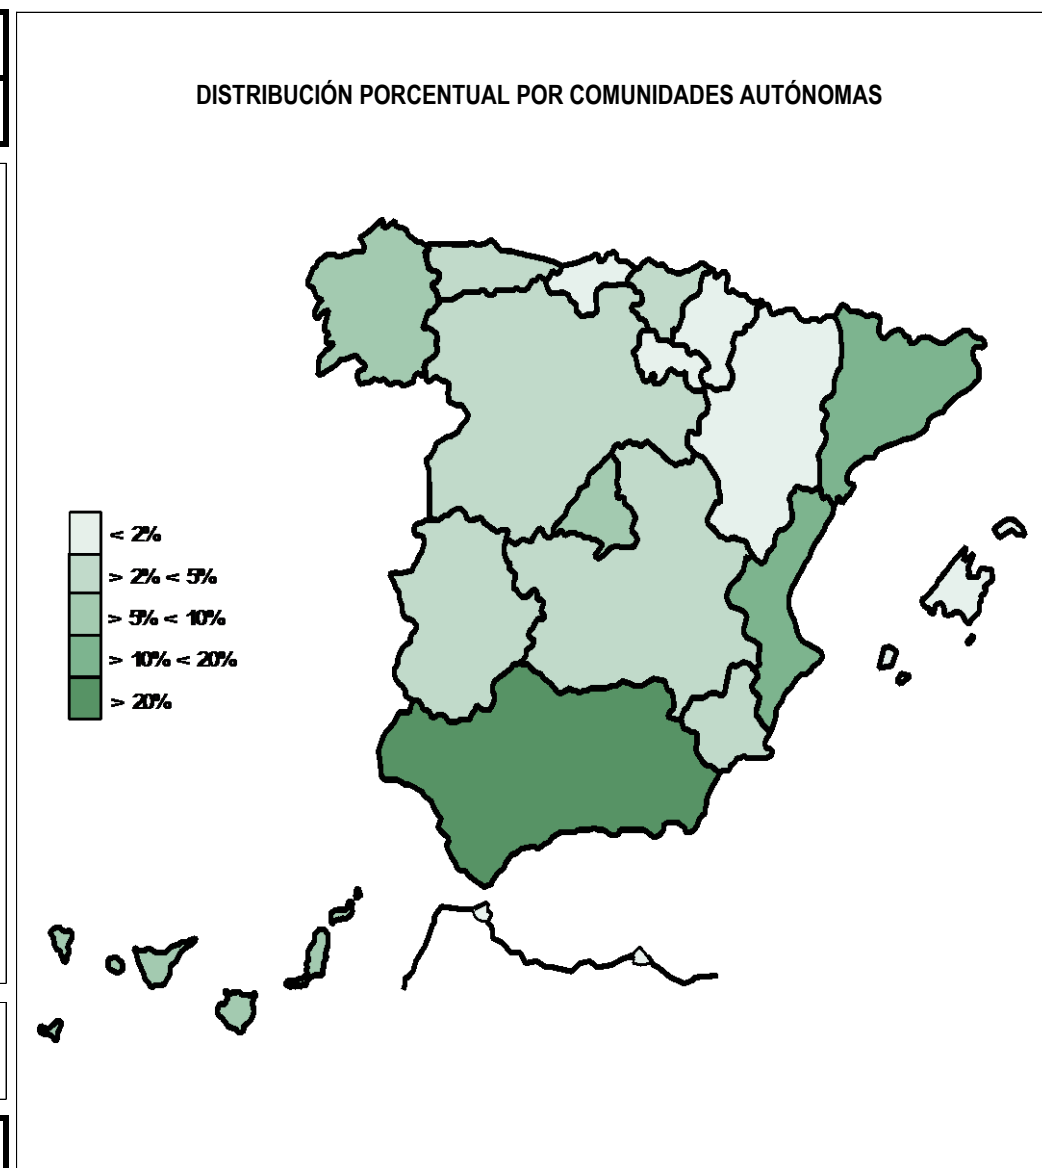 DISTRIBUCIÓN PORCENTUAL POR COMUNIDADES AUTÓNOMAS
< 2%
> 2% < 5%
> 5% < 10%
> 10% < 20%
> 20%